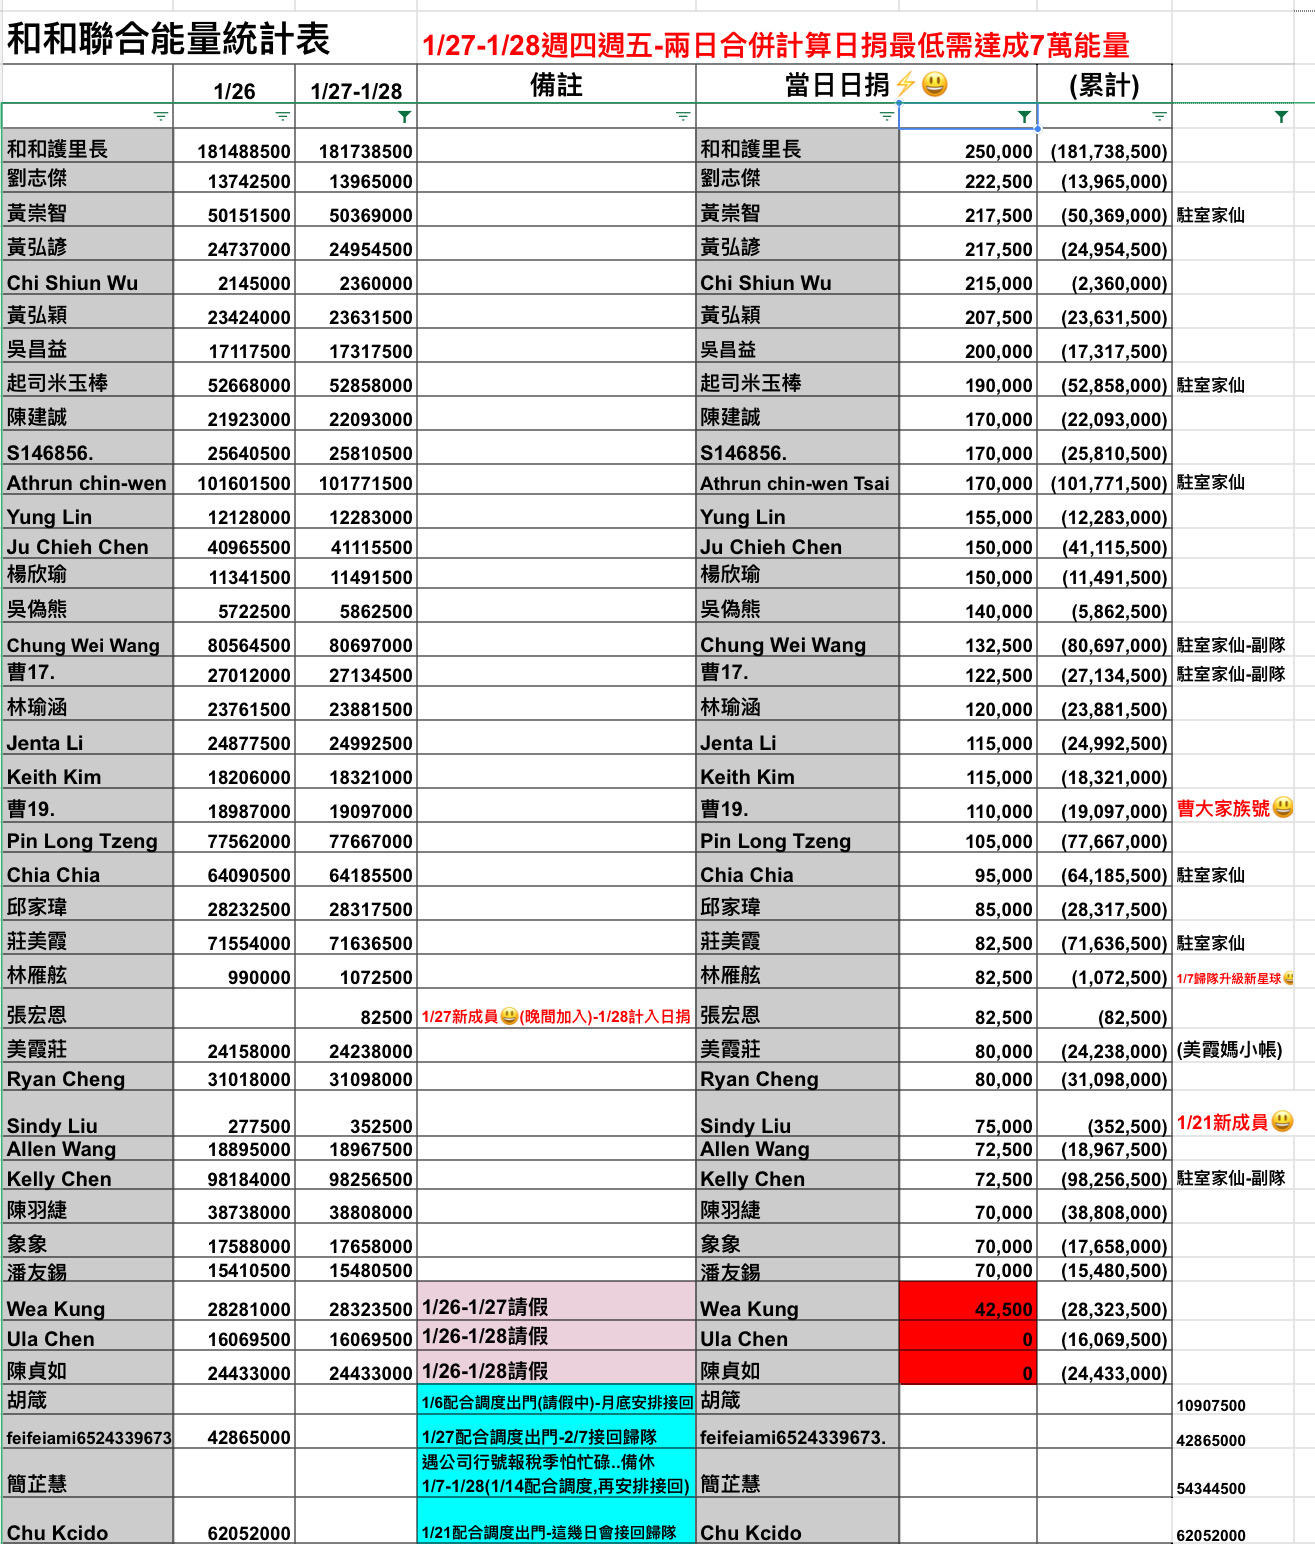 和和聯合能量統計表 1/27-1/28週四週五-兩日合併計算日捐最低需達成7萬能量
1/26 1/27-1/28 備註 當日日捐⚡😃 (累計)
和和護里長 181488500 181738500 和和護里長 250,000 (181,738,500)
劉志傑 13742500 13965000 劉志傑 222,500 (13,965,000)
黃崇智 50151500 50369000 黃崇智 217,500 (50,369,000) 駐室家仙
黃弘諺 24737000 24954500 黃弘諺 217,500 (24,954,500)
Chi Shiun Wu 2145000 2360000 Chi Shiun Wu 215,000 (2,360,000)
黃弘穎 23424000 23631500 黃弘穎 207,500 (23,631,500)
吳昌益 17117500 17317500 吳昌益 200,000 (17,317,500)
起司米玉棒 52668000 52858000 起司米玉棒 190,000 (52,858,000) 駐室家仙
陳建誠 21923000 22093000 陳建誠 170,000 (22,093,000)
S146856. 25640500 25810500 S146856. 170,000 (25,810,500)
Athrun chin-wen 101601500 101771500 Athrun chin-wen Tsai 170,000 (101,771,500) 駐室家仙
Yung Lin 12128000 12283000 Yung Lin 155,000 (12,283,000)
Ju Chieh Chen 40965500 41115500 Ju Chieh Chen 150,000 (41,115,500)
楊欣瑜 11341500 11491500 楊欣瑜 150,000 (11,491,500)
吳偽熊 5722500 5862500 吳偽熊 140,000 (5,862,500)
Chung Wei Wang 80564500 80697000 Chung Wei Wang 132,500 (80,697,000) 駐室家仙-副隊
曹17. 27012000 27134500 曹17. 122,500 (27,134,500) 駐室家仙-副隊
林瑜涵 23761500 23881500 林瑜涵 120,000 (23,881,500)
Jenta Li 24877500 24992500 Jenta Li 115,000 (24,992,500)
Keith Kim 18206000 18321000 Keith Kim 115,000 (18,321,000)
曹19. 18987000 19097000 曹19. 110,000 (19,097,000) 曹大家族號😃
Pin Long Tzeng 77562000 77667000 Pin Long Tzeng 105,000 (77,667,000)
Chia Chia 64090500 64185500 Chia Chia 95,000 (64,185,500) 駐室家仙
邱家瑋 28232500 28317500 邱家瑋 85,000 (28,317,500)
莊美霞 71554000 71636500 莊美霞 82,500 (71,636,500) 駐室家仙
林雁舷 990000 1072500 林雁舷 82,500 (1,072,500) 1/7歸隊升級新星球😃
張宏恩 82500 1/27新成員😃(晚間加入)-1/28計入日捐 張宏恩 82,500 (82,500)
美霞莊 24158000 24238000 美霞莊 80,000 (24,238,000) (美霞媽小帳)
Ryan Cheng 31018000 31098000 Ryan Cheng 80,000 (31,098,000)
Sindy Liu 277500 352500 Sindy Liu 75,000 (352,500) 1/21新成員😃
Allen Wang 18895000 18967500 Allen Wang 72,500 (18,967,500)
Kelly Chen 98184000 98256500 Kelly Chen 72,500 (98,256,500) 駐室家仙-副隊
陳羽緁 38738000 38808000 陳羽緁 70,000 (38,808,000)
象象 17588000 17658000 象象 70,000 (17,658,000)
潘友錫 15410500 15480500 潘友錫 70,000 (15,480,500)
Wea Kung 28281000 28323500 1/26-1/27請假 Wea Kung 42,500 (28,323,500)
Ula Chen 16069500 16069500 1/26-1/28請假 Ula Chen 0 (16,069,500)
陳貞如 24433000 24433000 1/26-1/28請假 陳貞如 0 (24,433,000)
胡箴 1/6配合調度出門(請假中)-月底安排接回 胡箴 10907500
feifeiami6524339673 42865000 1/27配合調度出門-2/7接回歸隊 feifeiami6524339673. 42865000
遇公司行號報稅季怕忙碌..備休
簡芷慧 1/7-1/28(1/14配合調度,再安排接回) 簡芷慧 54344500
Chu Kcido 62052000 1/21配合調度出門-這幾日會接回歸隊 Chu Kcido 62052000